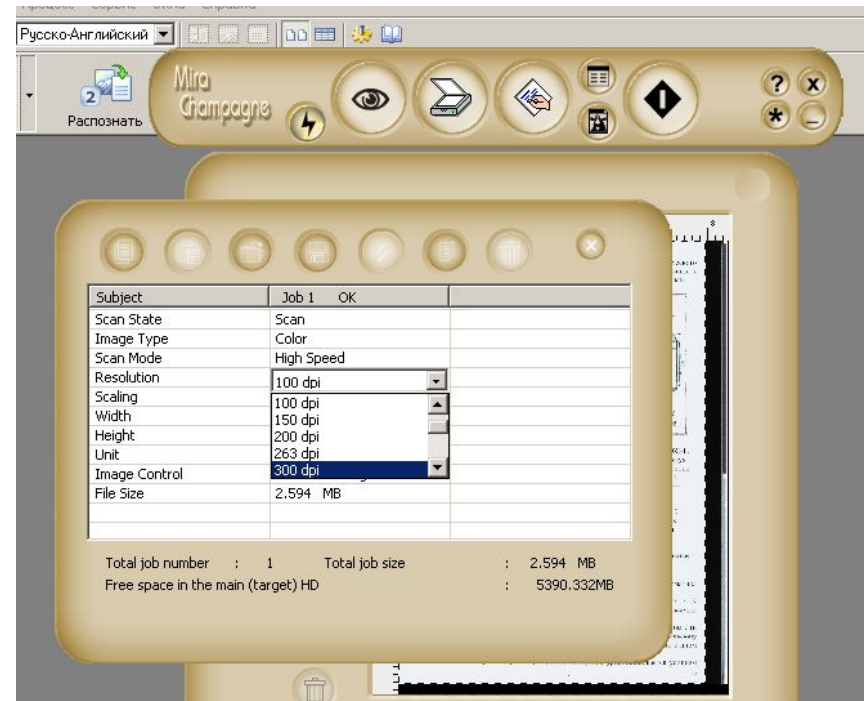 Русско-Английский
2
Распознать
Mira
Champagne
?
x
Subject Job 1 OK
Scan State Scan
Image Type Color
Scan Mode High Speed
Resolution 100 dpi
Scaling 100 dpi
Width 150 dpi
Height 200 dpi
Unit 263 dpi
Image Control 300 dpi
File Size 2.594 MB
Total job number : 1 Total job size : 2.594 MB
Free space in the main (target) HD : 5390.332MB
8